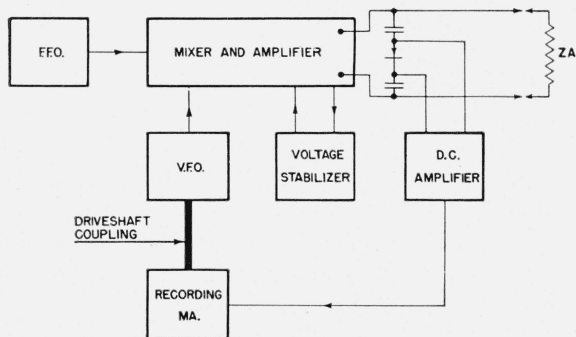 F.F.O.
MIXER AND AMPLIFIER
ZA
V.F.O.
VOLTAGE
STABILIZER
D.C.
AMPLIFIER
DRIVESHAFT
COUPLING
RECORDING
MA.